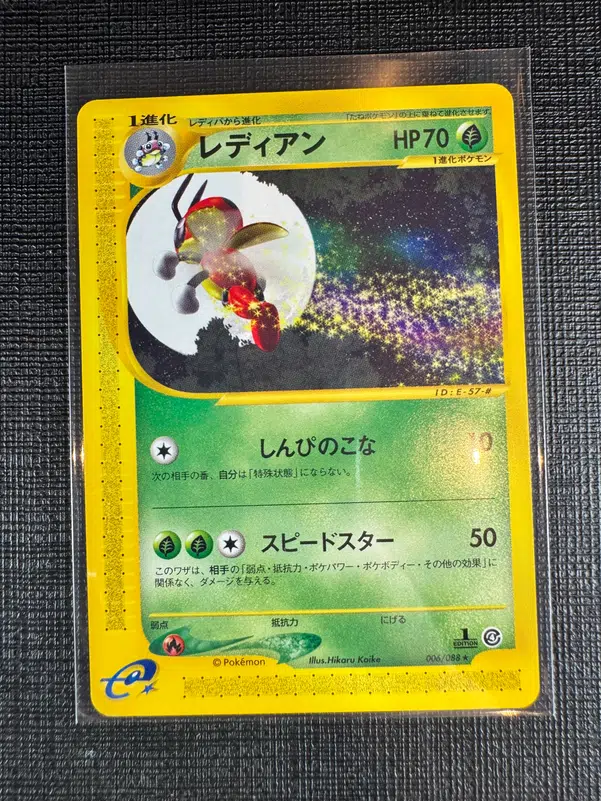 1進化
レディバから進化
「たねポケモン」の上に重ねて進化させます
レディアン
HP70
1進化ポケモン
ID:E-57-#
しんぴのこな 10
次の相手の番、自分は「特殊状態」にならない。
スピードスター 50
このワザは、相手の「弱点・抵抗力・ポケパワー・ポケボディー・その他の効果」に
関係なく、ダメージを与える。
弱点 抵抗力 にげる
1
EDITION
© Pokémon Illus.Hikaru Koike 006/088★
e